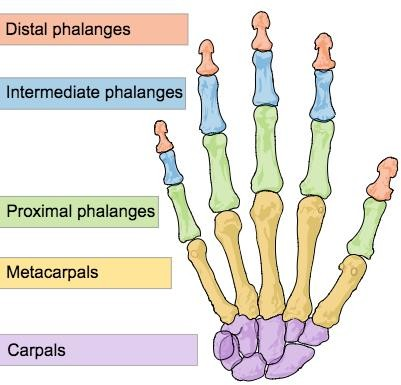 Distal phalanges
Intermediate phalanges
Proximal phalanges
Metacarpals
Carpals